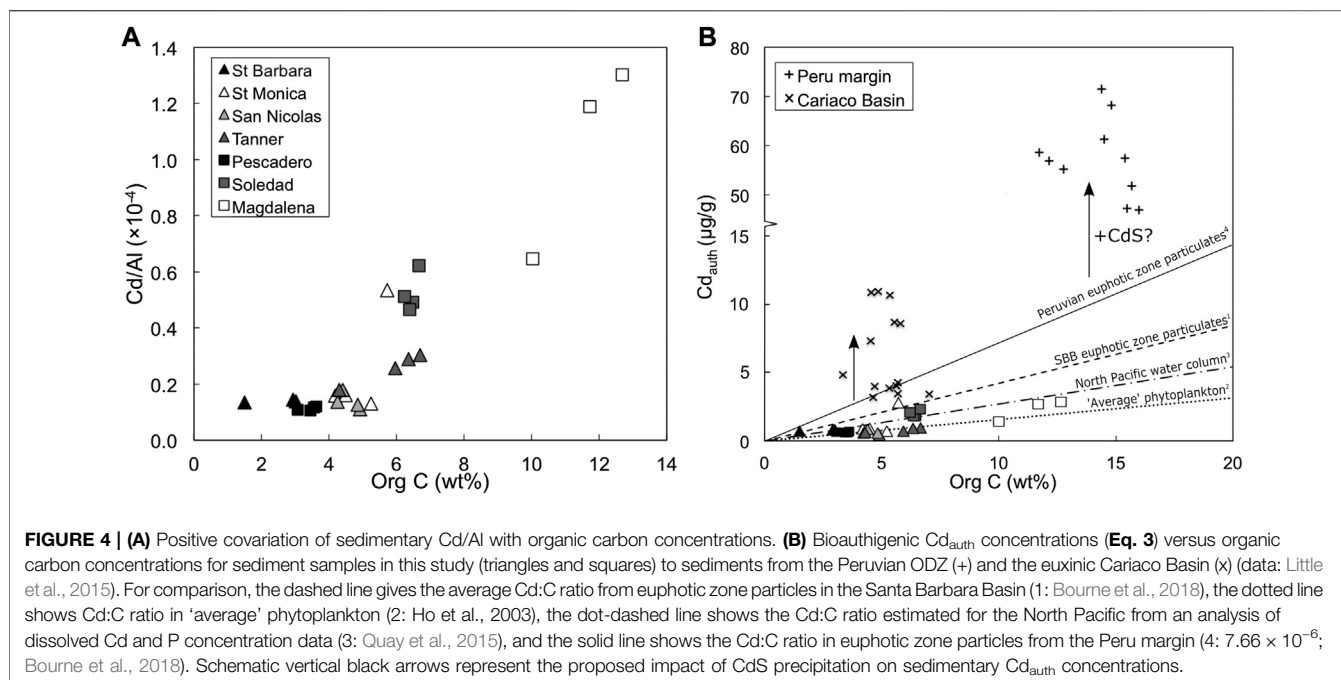 A
1.4
1.2
1.0
0.8
0.6
0.4
0.2
0.0
Cd/Al (×10-4)
St Barbara
St Monica
San Nicolas
Tanner
Pescadero
Soledad
Magdalena
0 2 4 6 8 10 12 14
Org C (wt%)
B
80
70
60
50
15
10
5
0
Cdauth (µg/g)
Peru margin
Cariaco Basin
+CdS?
Peruvian euphotic zone particulates4
SBB euphotic zone particulates1
North Pacific water column3
'Average' phytoplankton2
0 5 10 15 20
Org C (wt%)
FIGURE 4 | (A) Positive covariation of sedimentary Cd/Al with organic carbon concentrations. (B) Bioauthigenic Cdauth concentrations (Eq. 3) versus organic
carbon concentrations for sediment samples in this study (triangles and squares) to sediments from the Peruvian ODZ (+) and the euxinic Cariaco Basin (x) (data: Little
et al., 2015). For comparison, the dashed line gives the average Cd:C ratio from euphotic zone particles in the Santa Barbara Basin (1: Bourne et al., 2018), the dotted line
shows Cd:C ratio in 'average' phytoplankton (2: Ho et al., 2003), the dot-dashed line shows the Cd:C ratio estimated for the North Pacific from an analysis of
dissolved Cd and P concentration data (3: Quay et al., 2015), and the solid line shows the Cd:C ratio in euphotic zone particles from the Peru margin (4: 7.66 × 10−6;
Bourne et al., 2018). Schematic vertical black arrows represent the proposed impact of CdS precipitation on sedimentary Cdauth concentrations.